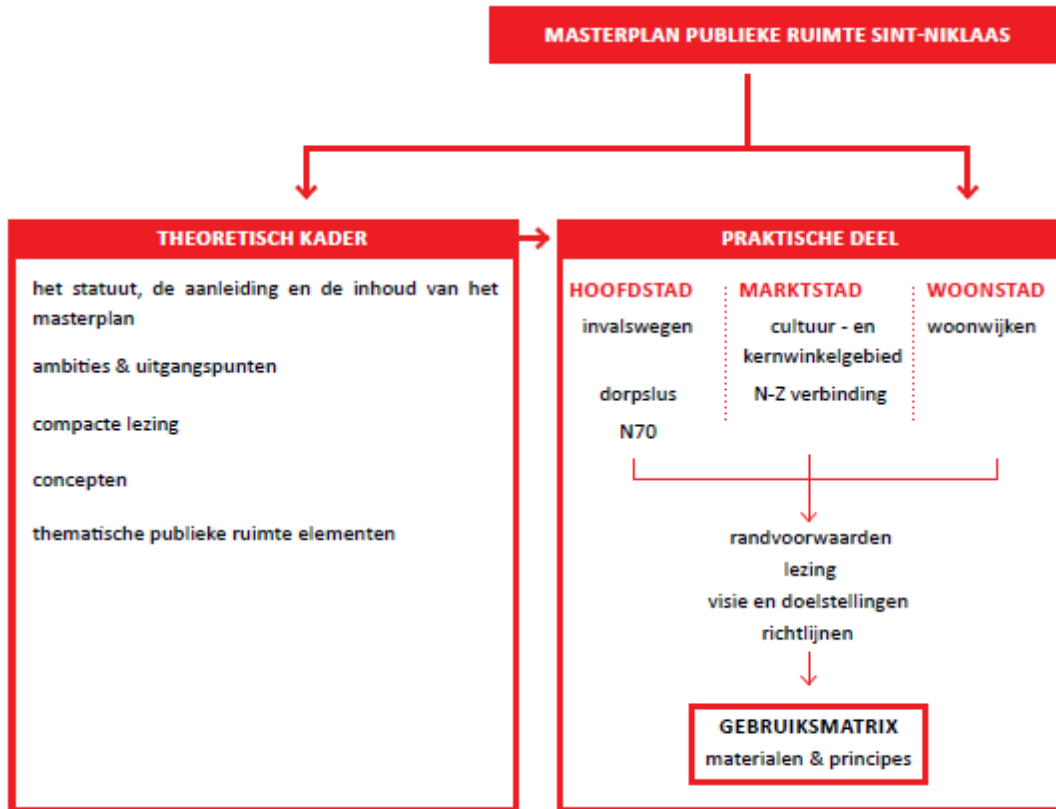 MASTERPLAN PUBLIEKE RUIMTE SINT-NIKLAAS
THEORETISCH KADER
het statuut, de aanleiding en de inhoud van het
masterplan
ambities & uitgangspunten
compacte lezing
concepten
thematische publieke ruimte elementen
PRAKTISCHE DEEL
HOOFDSTAD
invalswegen
dorpslus
N70
MARKTSTAD
cultuur - en
kernwinkelgebied
N-Z verbinding
WOONSTAD
woonwijken
randvoorwaarden
lezing
visie en doelstellingen
richtlijnen
GEBRUIKSMATRIX
materialen & principes